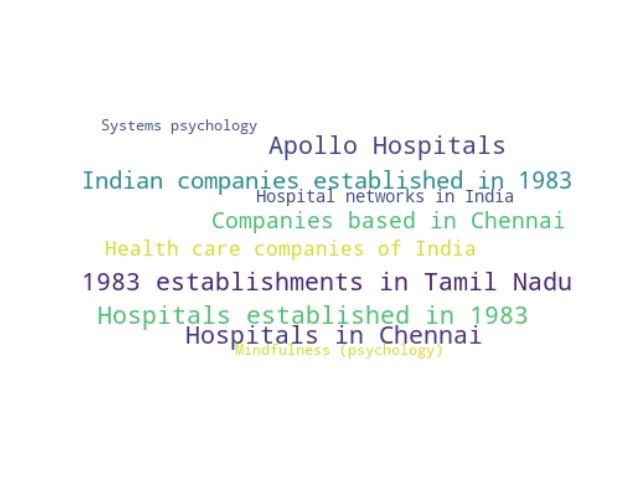 Systems psychology
Apollo Hospitals
Indian companies established in 1983
Hospital networks in India
Companies based in Chennai
Health care companies of India
1983 establishments in Tamil Nadu
Hospitals established in 1983
Hospitals in Chennai
Mindfulness (psychology)